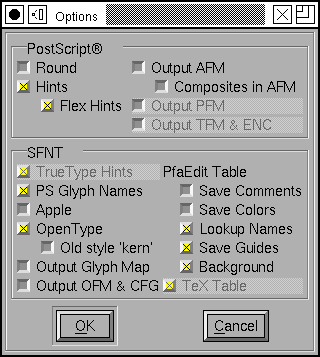 Options
PostScript®
Round
Output AFM
Hints
Composites in AFM
Flex Hints
Output PFM
Output TFM & ENC
SFNT
TrueType Hints
PfaEdit Table
PS Glyph Names
Save Comments
Apple
Save Colors
OpenType
Lookup Names
Old style 'kern'
Save Guides
Output Glyph Map
Background
Output OFM & CFG
TeX Table
OK
Cancel